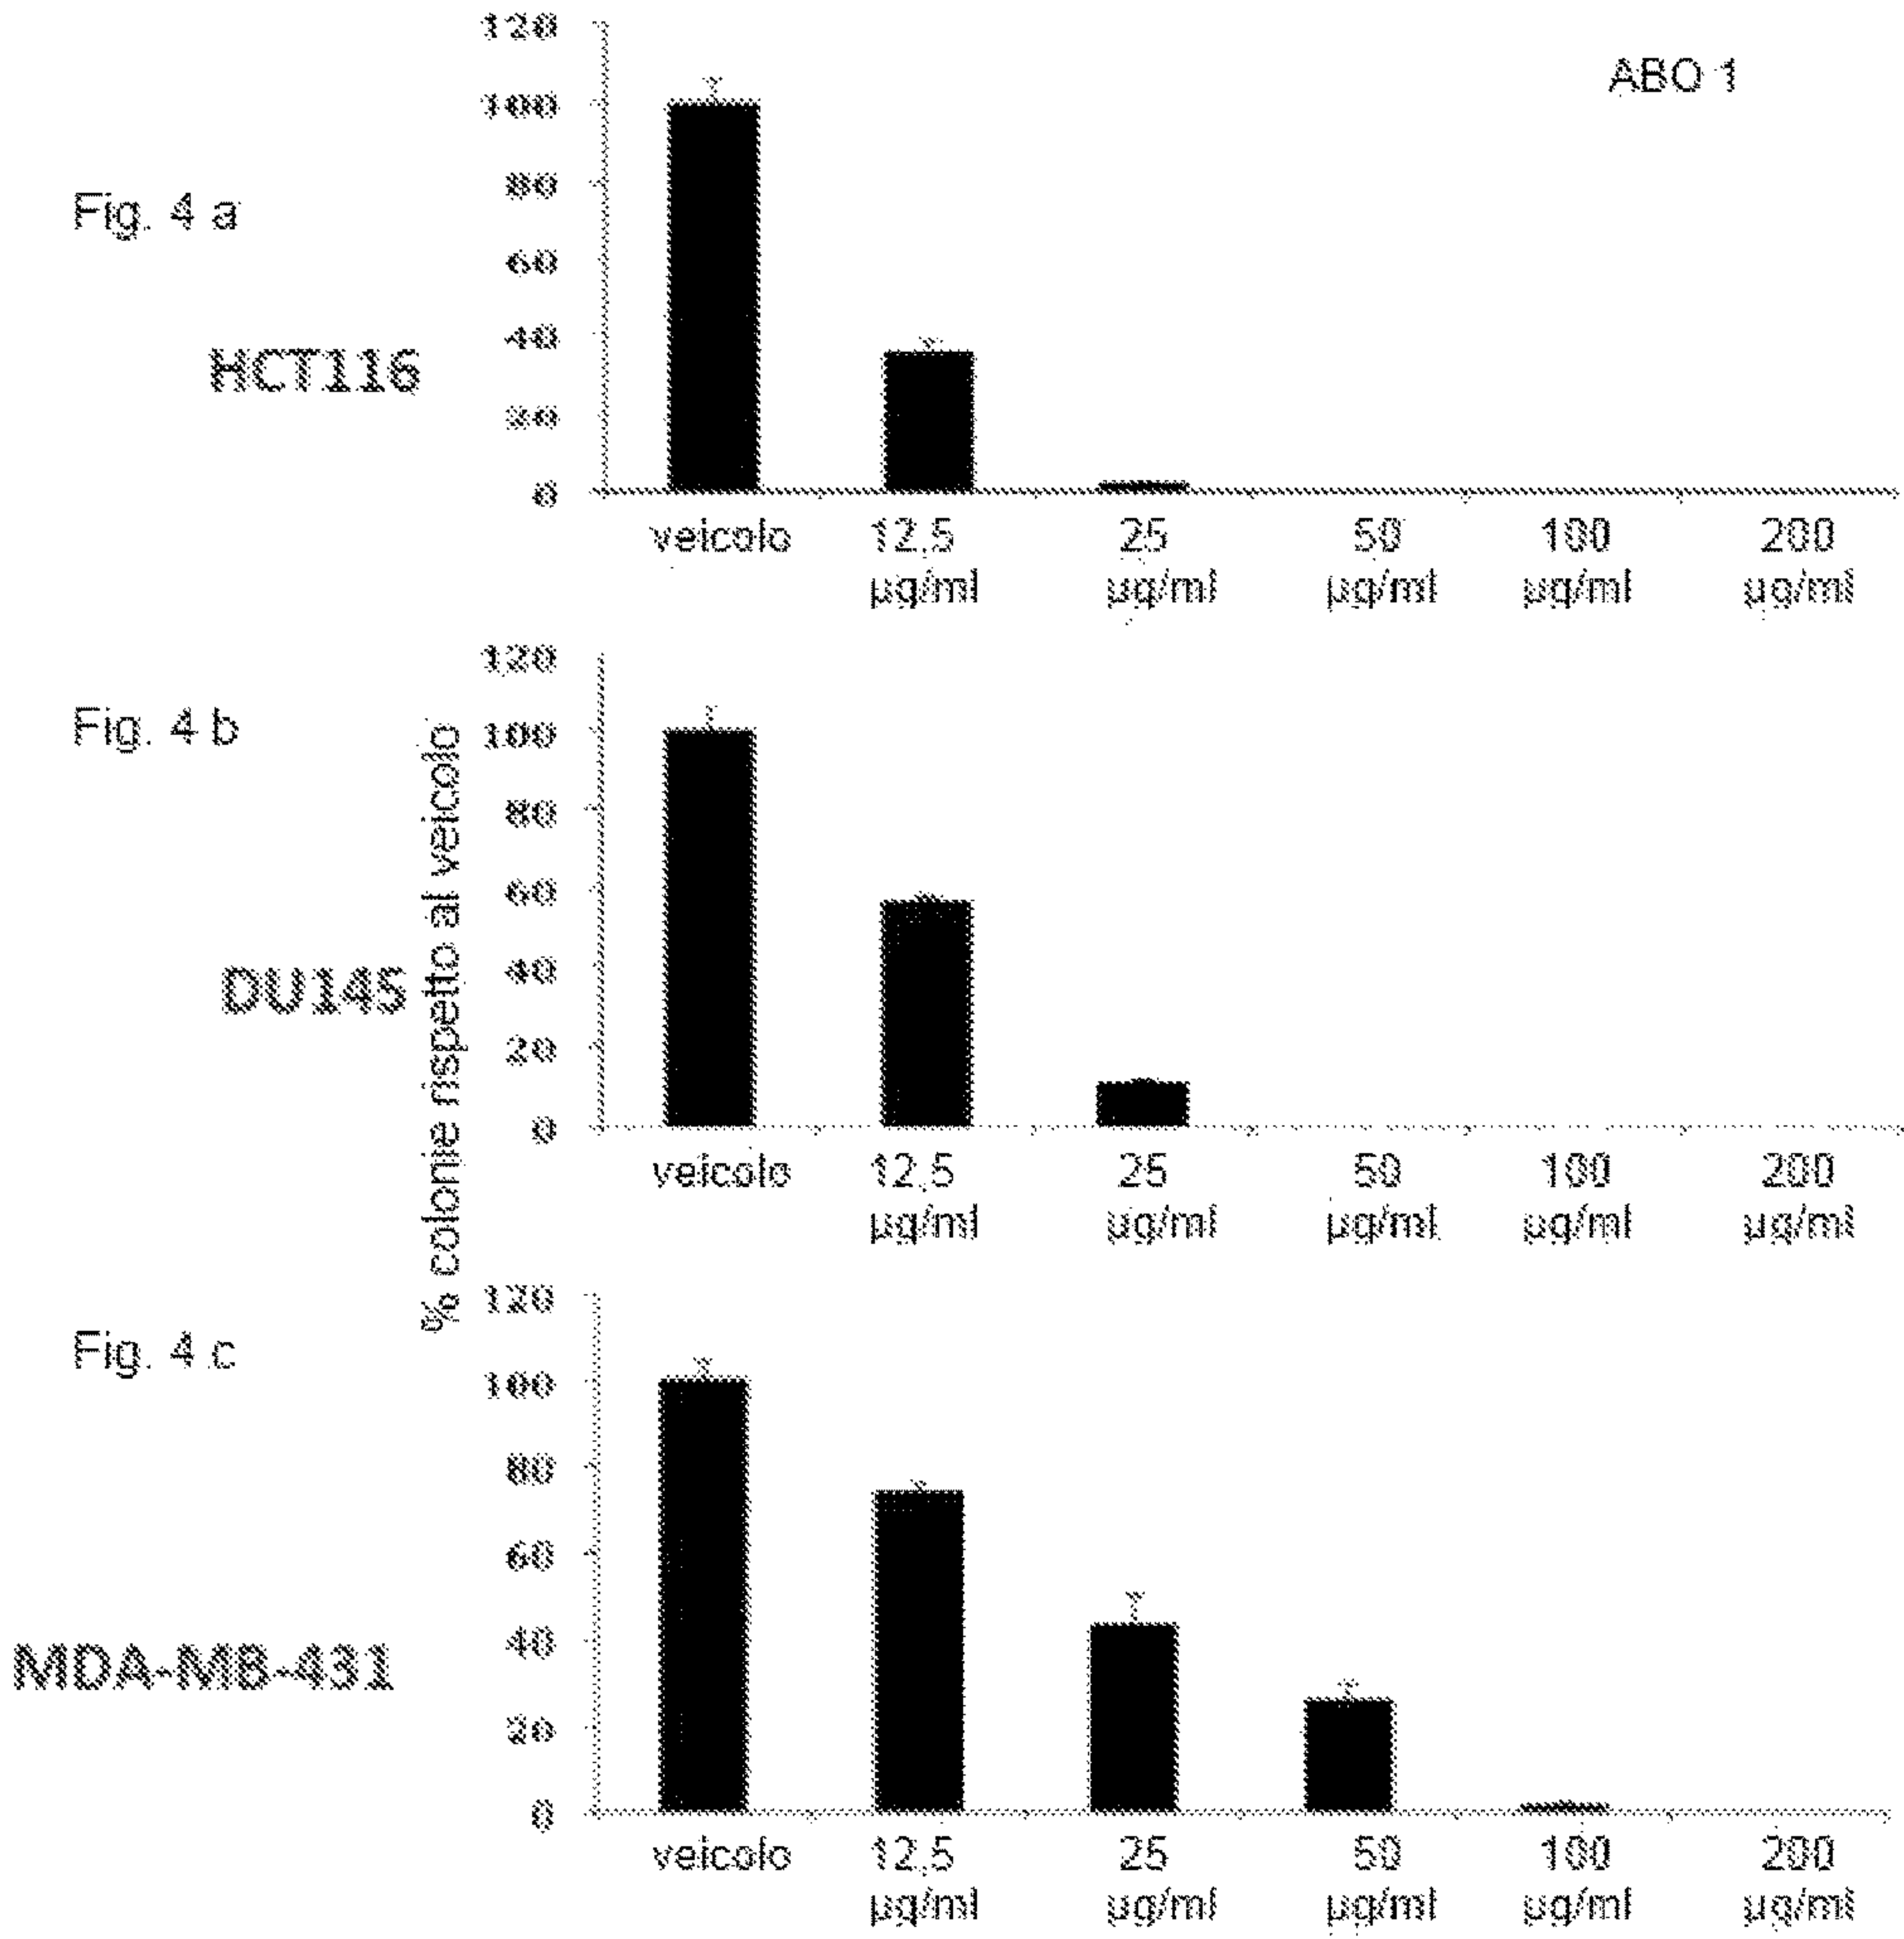 ABO 1
Fig. 4 a
HCT116
120
100
80
60
40
20
0
veicolo 12,5 25 50 100 200
µg/ml µg/ml µg/ml µg/ml µg/ml
% colonie rispetto al veicolo
Fig. 4 b
DU145
120
100
80
60
40
20
0
veicolo 12,5 25 50 100 200
µg/ml µg/ml µg/ml µg/ml µg/ml
Fig. 4 c
MDA-MB-431
120
100
80
60
40
20
0
veicolo 12,5 25 50 100 200
µg/ml µg/ml µg/ml µg/ml µg/ml